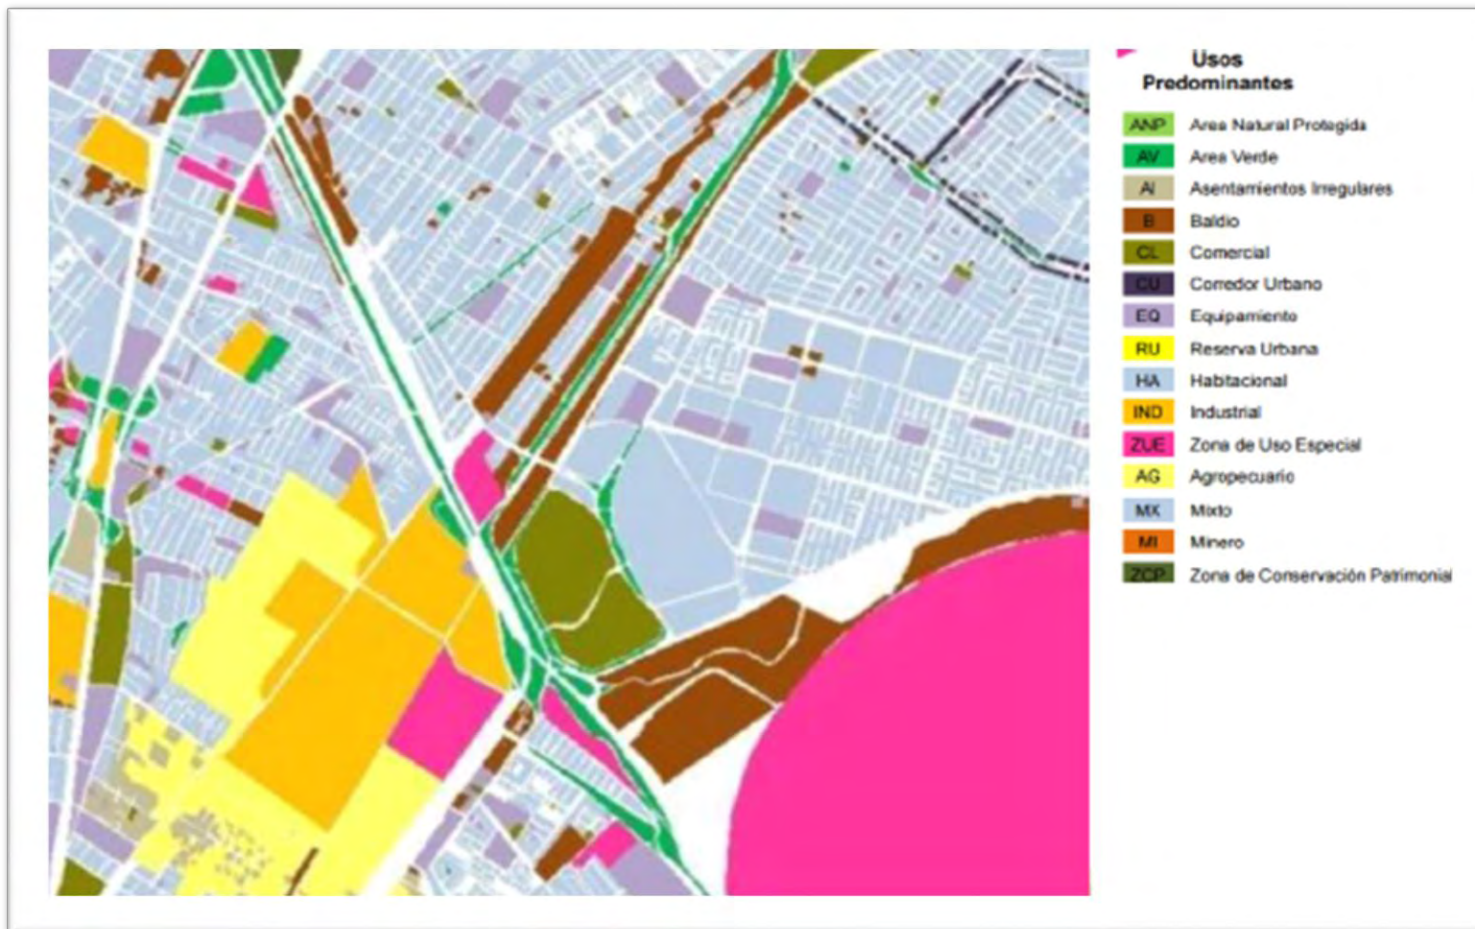 Usos
Predominantes
ANP Area Natural Protegida
AV Area Verde
AI Asentamientos Irregulares
B Baldio
CL Comercial
CU Corredor Urbano
EQ Equipamiento
RU Reserva Urbana
HA Habitacional
IND Industrial
ZUE Zona de Uso Especial
AG Agropecuario
MX Mixto
MI Minero
ZCP Zona de Conservación Patrimonial